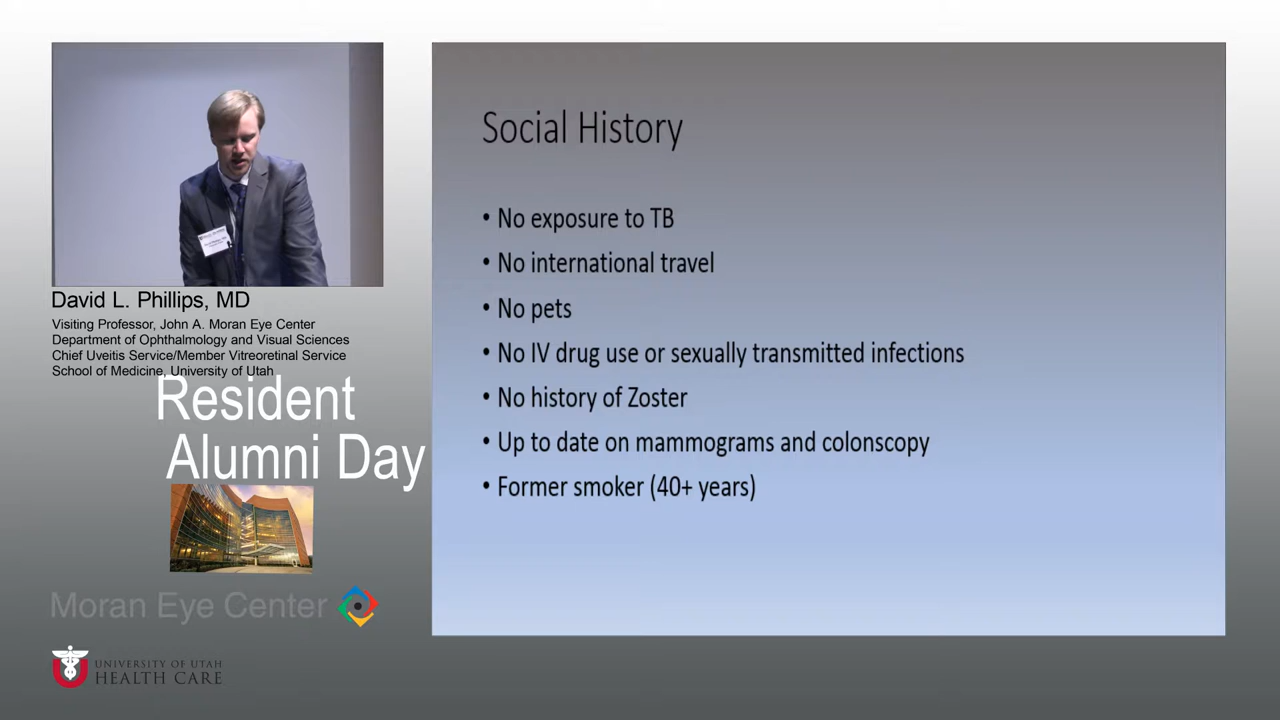 David L. Phillips, MD
Visiting Professor, John A. Moran Eye Center
Department of Ophthalmology and Visual Sciences
Chief Uveitis Service/Member Vitreoretinal Service
School of Medicine, University of Utah
Resident
Alumni Day
Moran Eye Center
UNIVERSITY OF UTAH
HEALTH CARE
Social History
• No exposure to TB
• No international travel
• No pets
• No IV drug use or sexually transmitted infections
• No history of Zoster
• Up to date on mammograms and colonscopy
• Former smoker (40+ years)